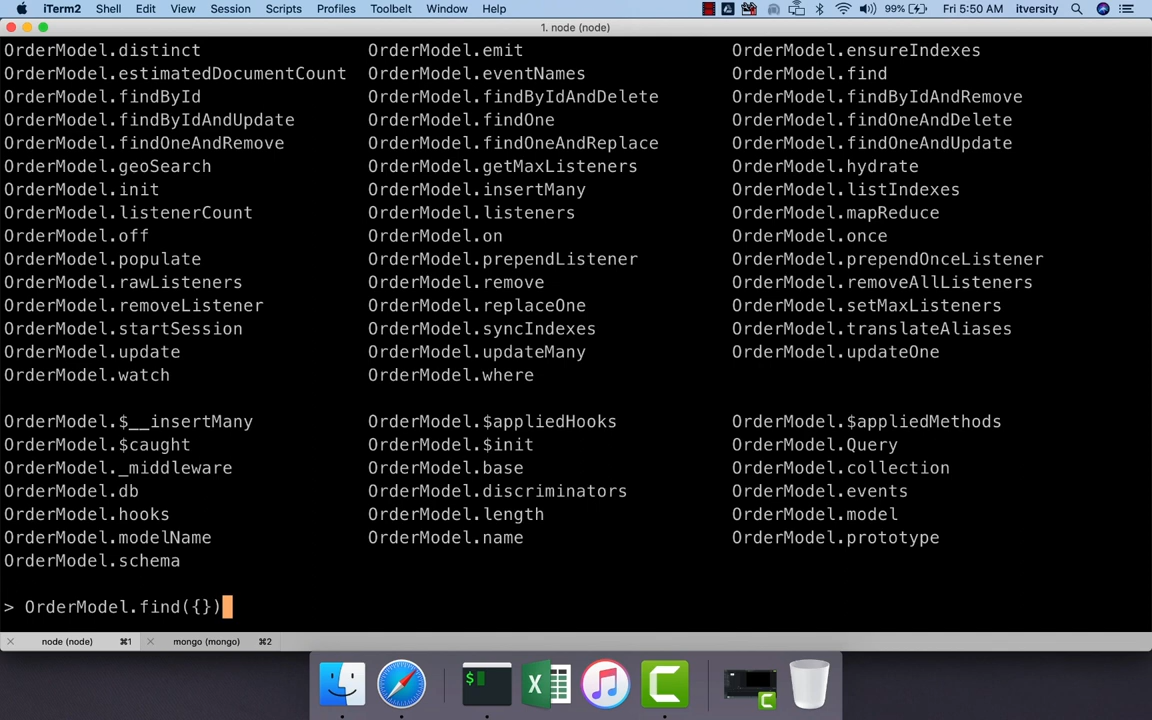 iTerm2 Shell Edit View Session Scripts Profiles Toolbelt Window Help 99% Fri 5:50 AM itversity
1. node (node)
OrderModel.distinct OrderModel.emit OrderModel.ensureIndexes
OrderModel.estimatedDocumentCount OrderModel.eventNames OrderModel.find
OrderModel.findById OrderModel.findByIdAndDelete OrderModel.findByIdAndRemove
OrderModel.findByIdAndUpdate OrderModel.findOne OrderModel.findOneAndDelete
OrderModel.findOneAndRemove OrderModel.findOneAndReplace OrderModel.findOneAndUpdate
OrderModel.geoSearch OrderModel.getMaxListeners OrderModel.hydrate
OrderModel.init OrderModel.insertMany OrderModel.listIndexes
OrderModel.listenerCount OrderModel.listeners OrderModel.mapReduce
OrderModel.off OrderModel.on OrderModel.once
OrderModel.populate OrderModel.prependListener OrderModel.prependOnceListener
OrderModel.rawListeners OrderModel.remove OrderModel.removeAllListeners
OrderModel.removeListener OrderModel.replaceOne OrderModel.setMaxListeners
OrderModel.startSession OrderModel.syncIndexes OrderModel.translateAliases
OrderModel.update OrderModel.updateMany OrderModel.updateOne
OrderModel.watch OrderModel.where
OrderModel.$__insertMany OrderModel.$appliedHooks OrderModel.$appliedMethods
OrderModel.$caught OrderModel.$init OrderModel.Query
OrderModel._middleware OrderModel.base OrderModel.collection
OrderModel.db OrderModel.discriminators OrderModel.events
OrderModel.hooks OrderModel.length OrderModel.model
OrderModel.modelName OrderModel.name OrderModel.prototype
OrderModel.schema
> OrderModel.find({})
node (node) ⌘1 mongo (mongo) ⌘2